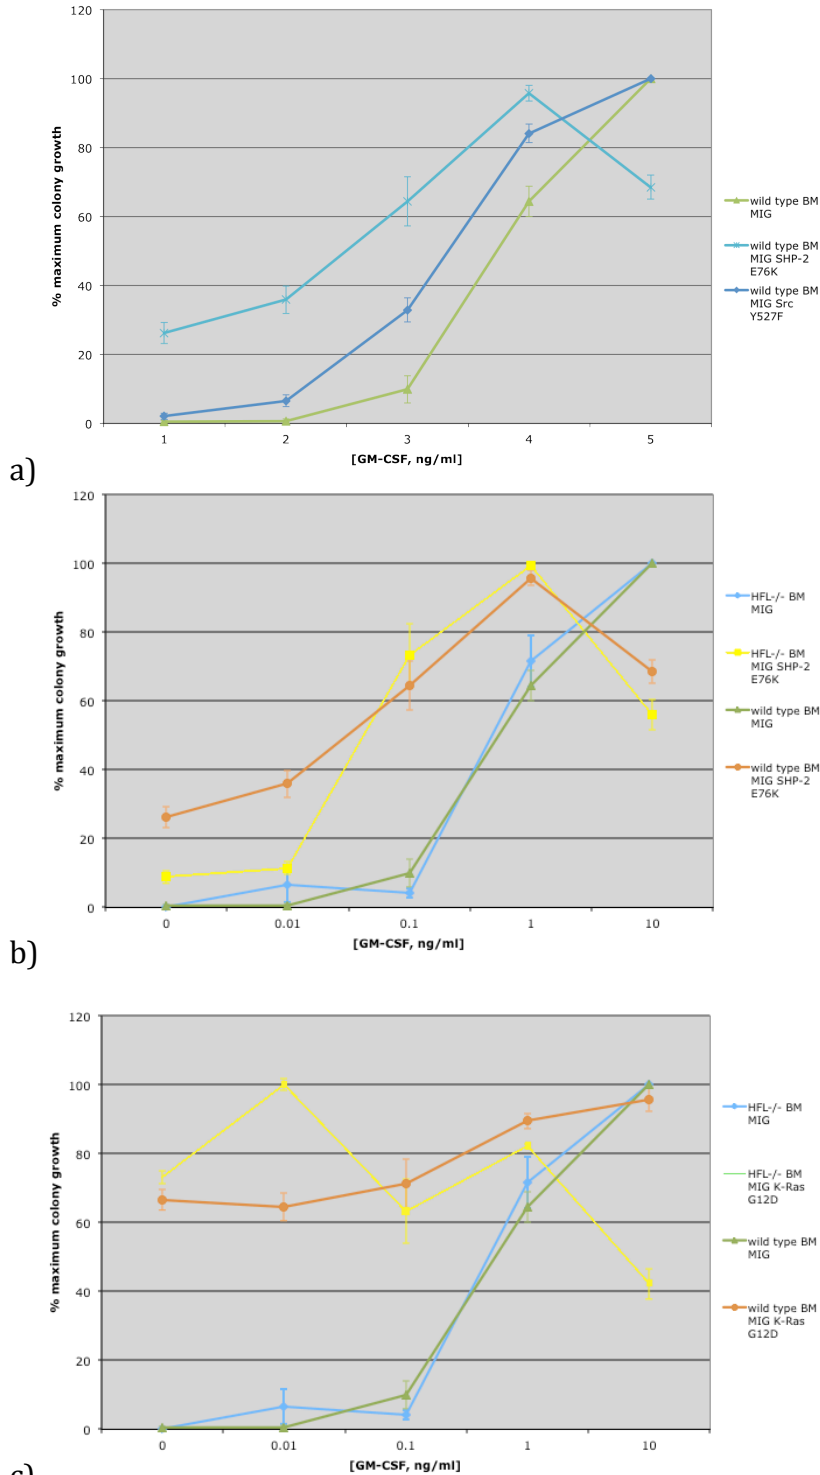 120
100
80
60
40
20
0
% maximum colony growth
1 2 3 4 5
[GM-CSF, ng/ml]
wild type BM
MIG
wild type BM
MIG SHP-2
E76K
wild type BM
MIG Src
Y527F
a)
120
100
80
60
40
20
0
% maximum colony growth
0 0.01 0.1 1 10
[GM-CSF, ng/ml]
HFL-/- BM
MIG
HFL-/- BM
MIG SHP-2
E76K
wild type BM
MIG
wild type BM
MIG SHP-2
E76K
b)
120
100
80
60
40
20
0
% maximum colony growth
0 0.01 0.1 1 10
[GM-CSF, ng/ml]
HFL-/- BM
MIG
HFL-/- BM
MIG K-Ras
G12D
wild type BM
MIG
wild type BM
MIG K-Ras
G12D
c)